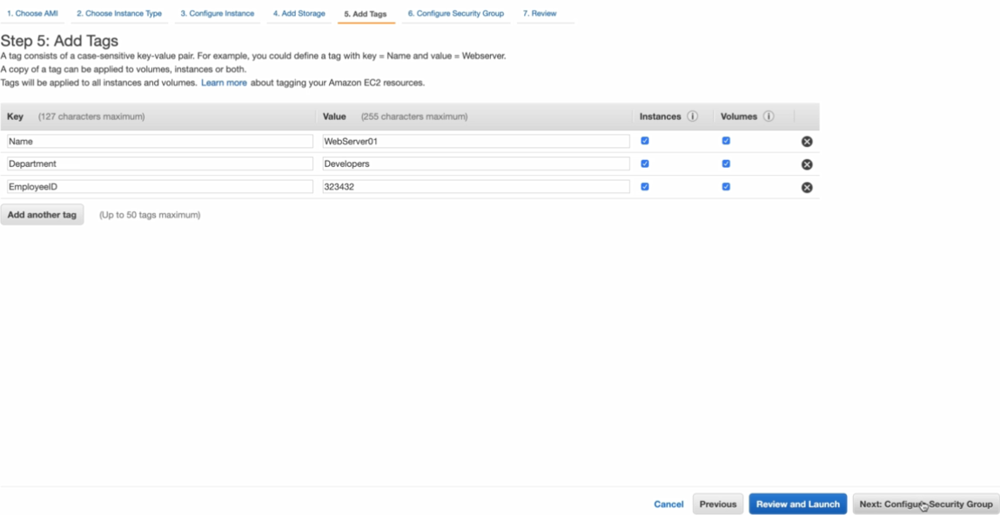 1. Choose AMI 2. Choose Instance Type 3. Configure Instance 4. Add Storage 5. Add Tags 6. Configure Security Group 7. Review
Step 5: Add Tags
A tag consists of a case-sensitive key-value pair. For example, you could define a tag with key = Name and value = Webserver.
A copy of a tag can be applied to volumes, instances or both.
Tags will be applied to all instances and volumes. Learn more about tagging your Amazon EC2 resources.
Key (127 characters maximum) Value (255 characters maximum) Instances i Volumes i
Name WebServer01
Department Developers
EmployeeID 323432
Add another tag (Up to 50 tags maximum)
Cancel Previous Review and Launch Next: Configure Security Group